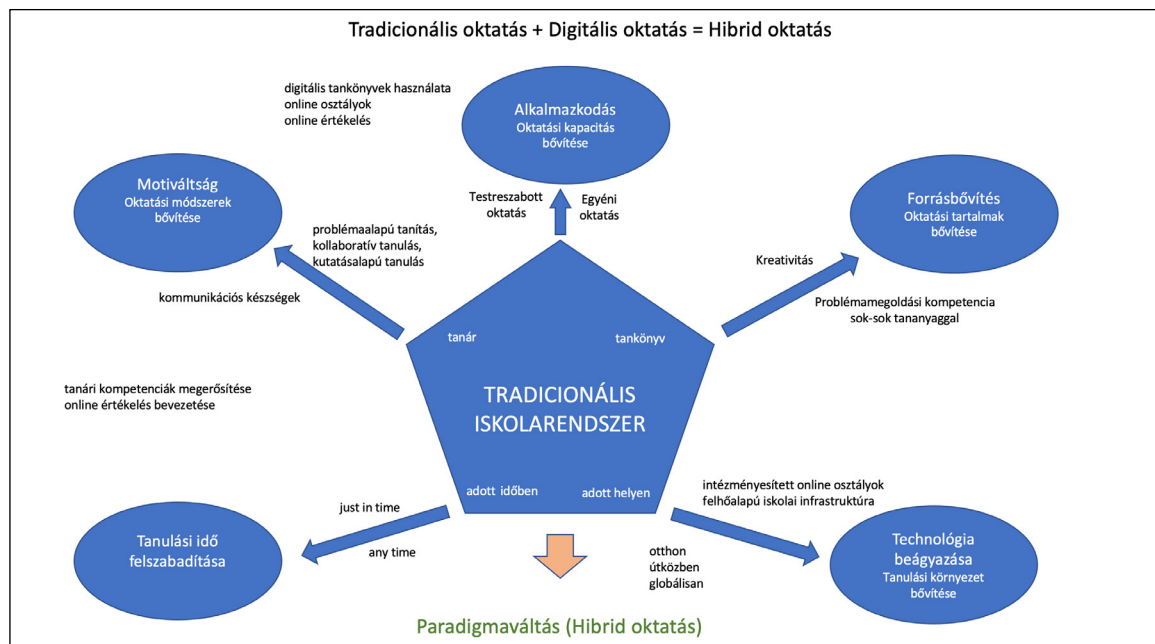 Tradicionális oktatás + Digitális oktatás = Hibrid oktatás
digitális tankönyvek használata
online osztályok
online értékelés
Alkalmazkodás
Oktatási kapacitás
bővítése
Motiváltság
Oktatási módszerek
bővítése
Testreszabott
oktatás
Egyéni
oktatás
Forrásbővítés
Oktatási tartalmak
bővítése
problémaalapú tanítás,
kollaboratív tanulás,
kutatásalapú tanulás
kommunikációs készségek
Kreativitás
Problémamegoldási kompetencia
sok-sok tananyaggal
tanár
tankönyv
TRADICIONÁLIS
ISKOLARENDSZER
adott időben
adott helyen
tanári kompetenciák megerősítése
online értékelés bevezetése
Tanulási idő
felszabadítása
just in time
any time
intézményesített online osztályok
felhőalapú iskolai infrastruktúra
otthon
útközben
globálisan
Technológia
beágyazása
Tanulási környezet
bővítése
Paradigmaváltás (Hibrid oktatás)